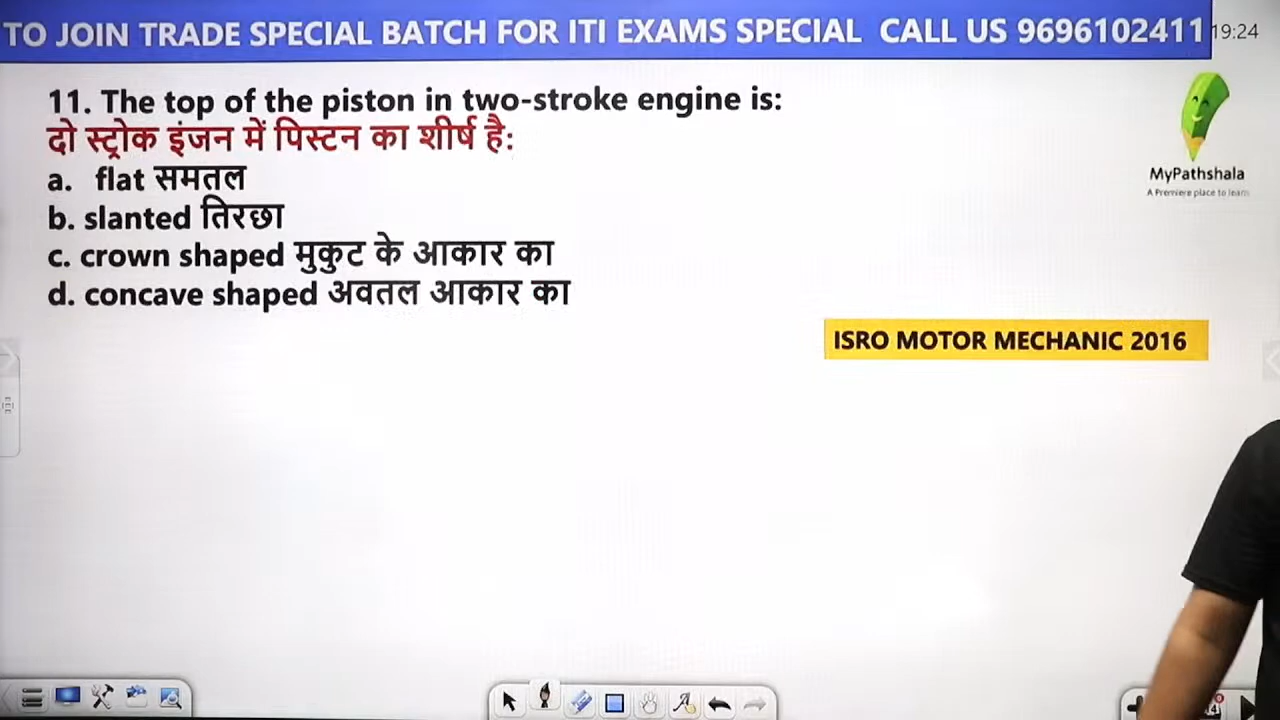 TO JOIN TRADE SPECIAL BATCH FOR ITI EXAMS SPECIAL CALL US 9696102411
19:24
11. The top of the piston in two-stroke engine is:
दो स्ट्रोक इंजन में पिस्टन का शीर्ष है:
a. flat समतल
b. slanted तिरछा
c. crown shaped मुकुट के आकार का
d. concave shaped अवतल आकार का
MyPathshala
A Premiere place to learn
ISRO MOTOR MECHANIC 2016